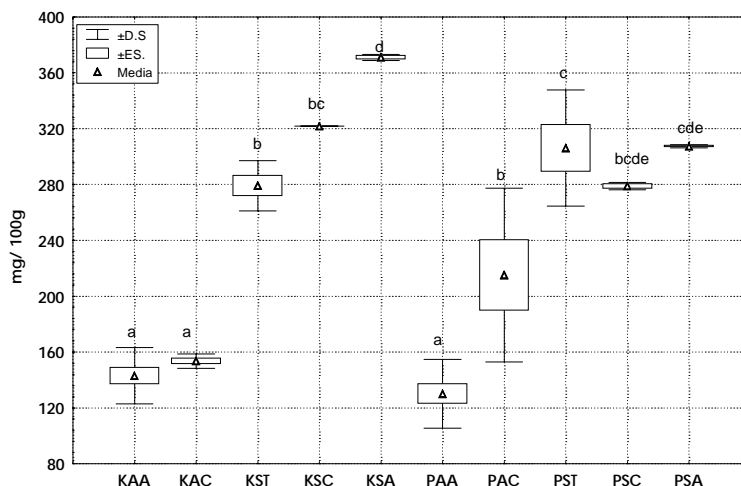 ±D.S
±ES.
Media
mg/ 100g
400
360
320
280
240
200
160
120
80
a
a
b
bc
d
a
b
c
bcde
cde
KAA KAC KST KSC KSA PAA PAC PST PSC PSA